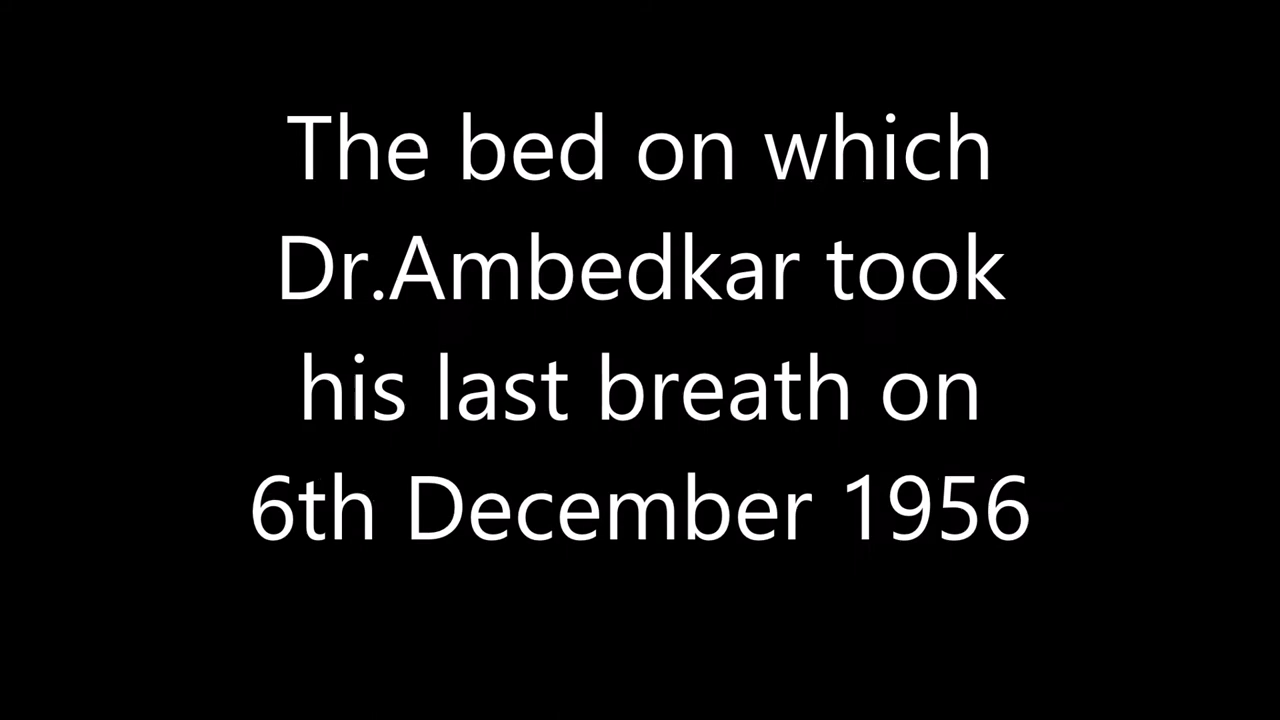 The bed on which
Dr.Ambedkar took
his last breath on
6th December 1956